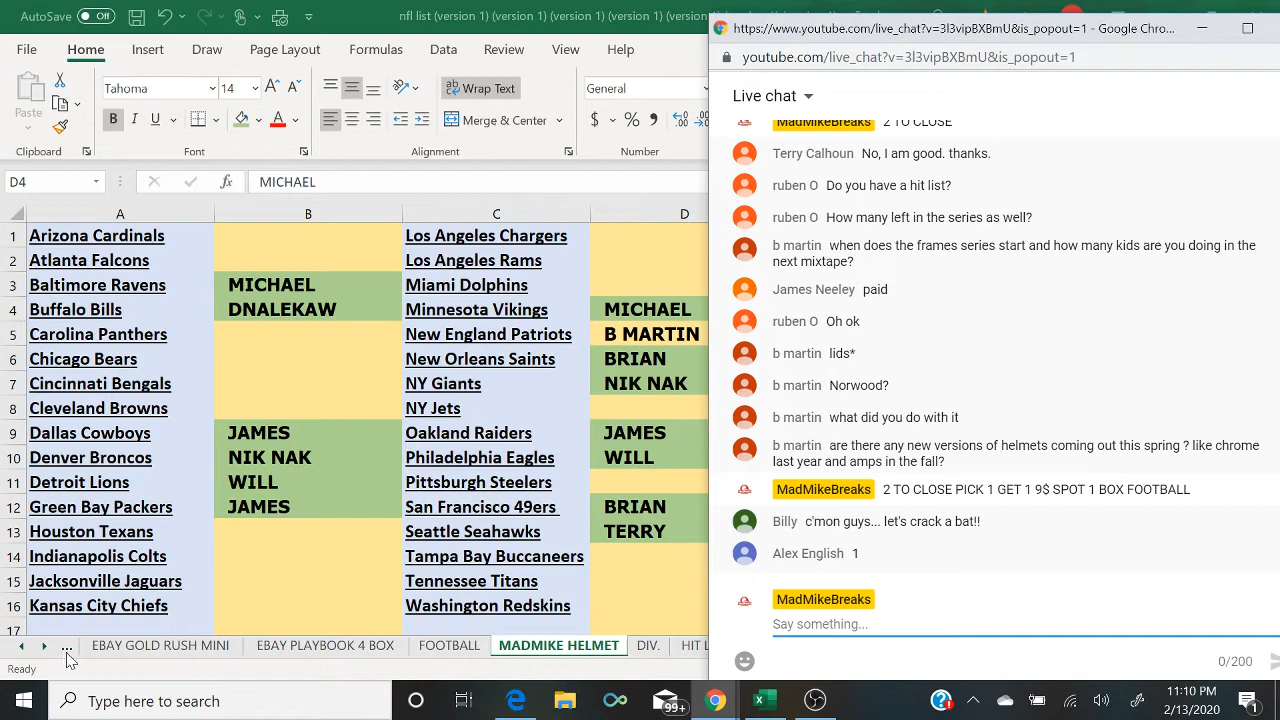 AutoSave Off
nfl list (version 1) (version 1) (version 1) (version 1)
File Home Insert Draw Page Layout Formulas Data Review View Help
Paste
Tahoma 14
B I U
Wrap Text
Merge & Center
General
$ % 9
Clipboard Font Alignment Number
D4 fx MICHAEL
A B C D
1 Arizona Cardinals Los Angeles Chargers
2 Atlanta Falcons Los Angeles Rams
3 Baltimore Ravens MICHAEL Miami Dolphins
4 Buffalo Bills DNALEKAW Minnesota Vikings MICHAEL
5 Carolina Panthers New England Patriots B MARTIN
6 Chicago Bears New Orleans Saints BRIAN
7 Cincinnati Bengals NY Giants NIK NAK
8 Cleveland Browns NY Jets
9 Dallas Cowboys JAMES Oakland Raiders JAMES
10 Denver Broncos NIK NAK Philadelphia Eagles WILL
11 Detroit Lions WILL Pittsburgh Steelers
12 Green Bay Packers JAMES San Francisco 49ers BRIAN
13 Houston Texans Seattle Seahawks TERRY
14 Indianapolis Colts Tampa Bay Buccaneers
15 Jacksonville Jaguars Tennessee Titans
16 Kansas City Chiefs Washington Redskins
17
... EBAY GOLD RUSH MINI EBAY PLAYBOOK 4 BOX FOOTBALL MADMIKE HELMET DIV. HIT L
Ready
https://www.youtube.com/live_chat?v=3l3vipBXBmU&is_popout=1 - Google Chro...
youtube.com/live_chat?v=3l3vipBXBmU&is_popout=1
Live chat
MadMikeBreaks 2 TO CLOSE
Terry Calhoun No, I am good. thanks.
ruben O Do you have a hit list?
ruben O How many left in the series as well?
b martin when does the frames series start and how many kids are you doing in the
next mixtape?
James Neeley paid
ruben O Oh ok
b martin lids*
b martin Norwood?
b martin what did you do with it
b martin are there any new versions of helmets coming out this spring ? like chrome
last year and amps in the fall?
MadMikeBreaks 2 TO CLOSE PICK 1 GET 1 9$ SPOT 1 BOX FOOTBALL
Billy c'mon guys... let's crack a bat!!
Alex English 1
MadMikeBreaks
Say something...
0/200
Type here to search
99+
11:10 PM
2/13/2020
1